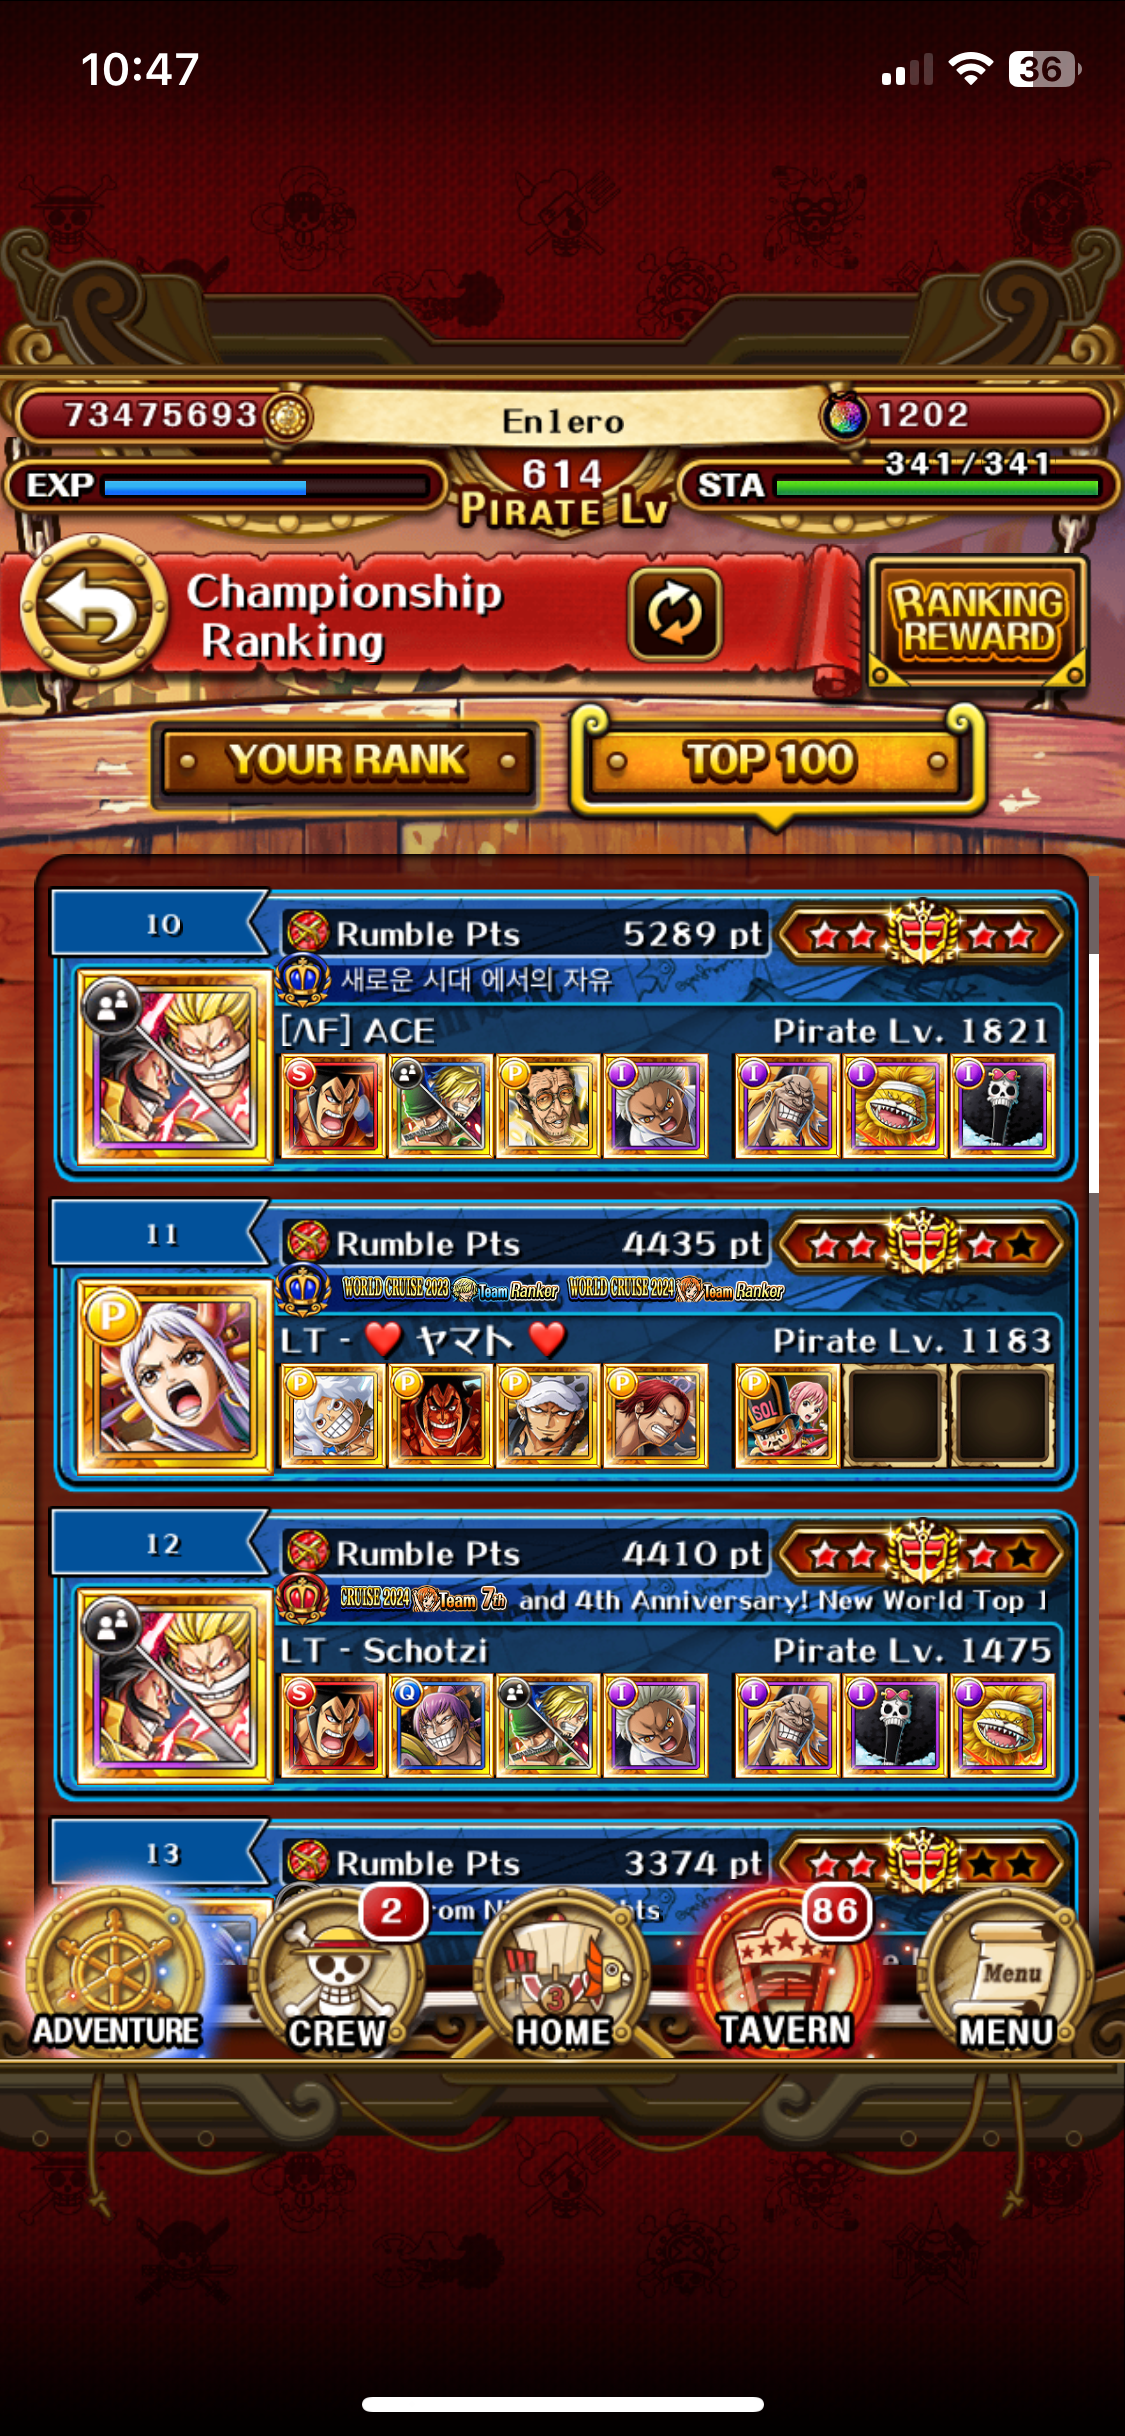 10:47
36
73475693
En1ero
1202
EXP
614
STA
341/341
PIRATE Lv
Championship
Ranking
RANKING
REWARD
YOUR RANK
TOP 100
10
Rumble Pts
5289 pt
새로운 시대 에서의 자유
[ΛF] ACE
Pirate Lv. 1821
S
P
I
I
I
I
11
Rumble Pts
4435 pt
WORLD CRUISE 2023 Team Ranker WORLD CRUISE 2024 Team Ranker
LT - ❤️ ヤマト ❤️
Pirate Lv. 1183
P
P
P
P
P
P
SOL
12
Rumble Pts
4410 pt
CRUISE 2024 Team 7th and 4th Anniversary! New World Top 1
LT - Schotzi
Pirate Lv. 1475
S
Q
I
I
I
I
13
Rumble Pts
3374 pt
2
86
3
Menu
ADVENTURE
CREW
HOME
TAVERN
MENU